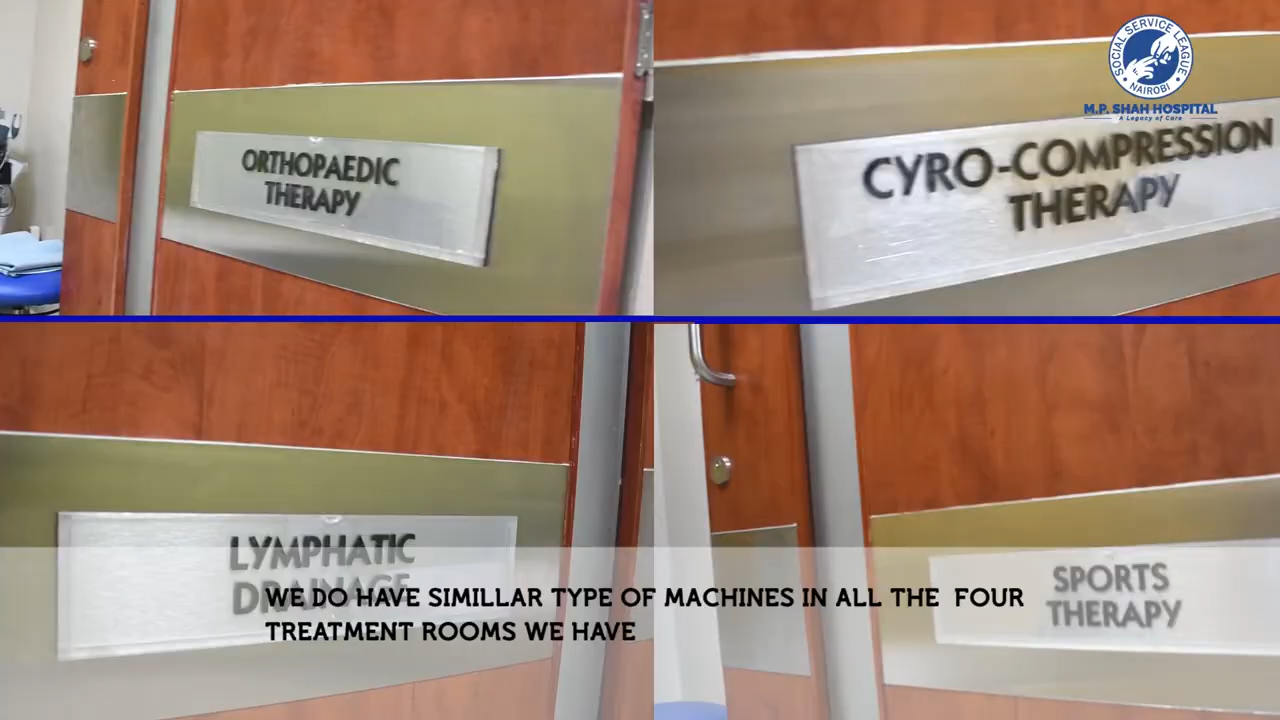 ORTHOPAEDIC
THERAPY
CYRO-COMPRESSION
THERAPY
SOCIAL SERVICE LEAGUE
NAIROBI
M.P. SHAH HOSPITAL
A Legacy of Care
LYMPHATIC
DRAINAGE
SPORTS
THERAPY
WE DO HAVE SIMILLAR TYPE OF MACHINES IN ALL THE FOUR
TREATMENT ROOMS WE HAVE